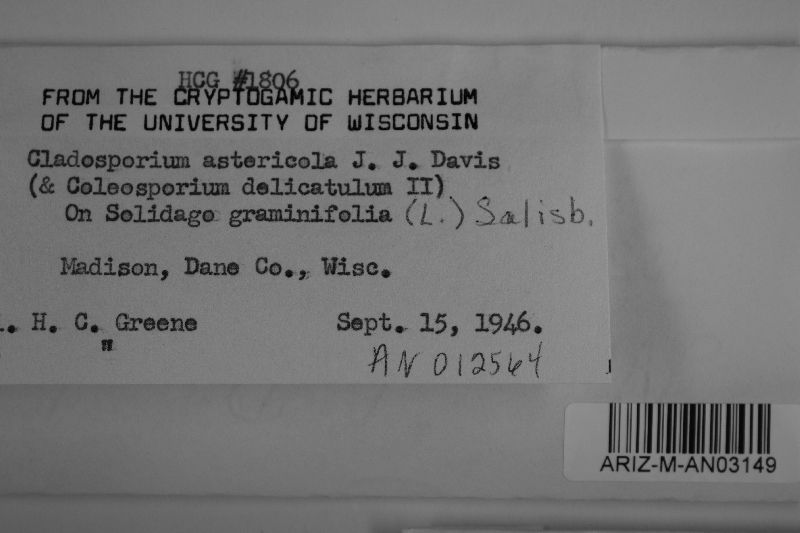 HCG #1806
FROM THE CRYPTOGAMIC HERBARIUM
OF THE UNIVERSITY OF WISCONSIN
Cladosporium astericola J. J. Davis
(& Coleosporium delicatulum II)
On Solidago graminifolia (L.) Salisb.
Madison, Dane Co., Wisc.
. H. C. Greene Sept. 15, 1946.
"
AN 012564
ARIZ-M-AN03149